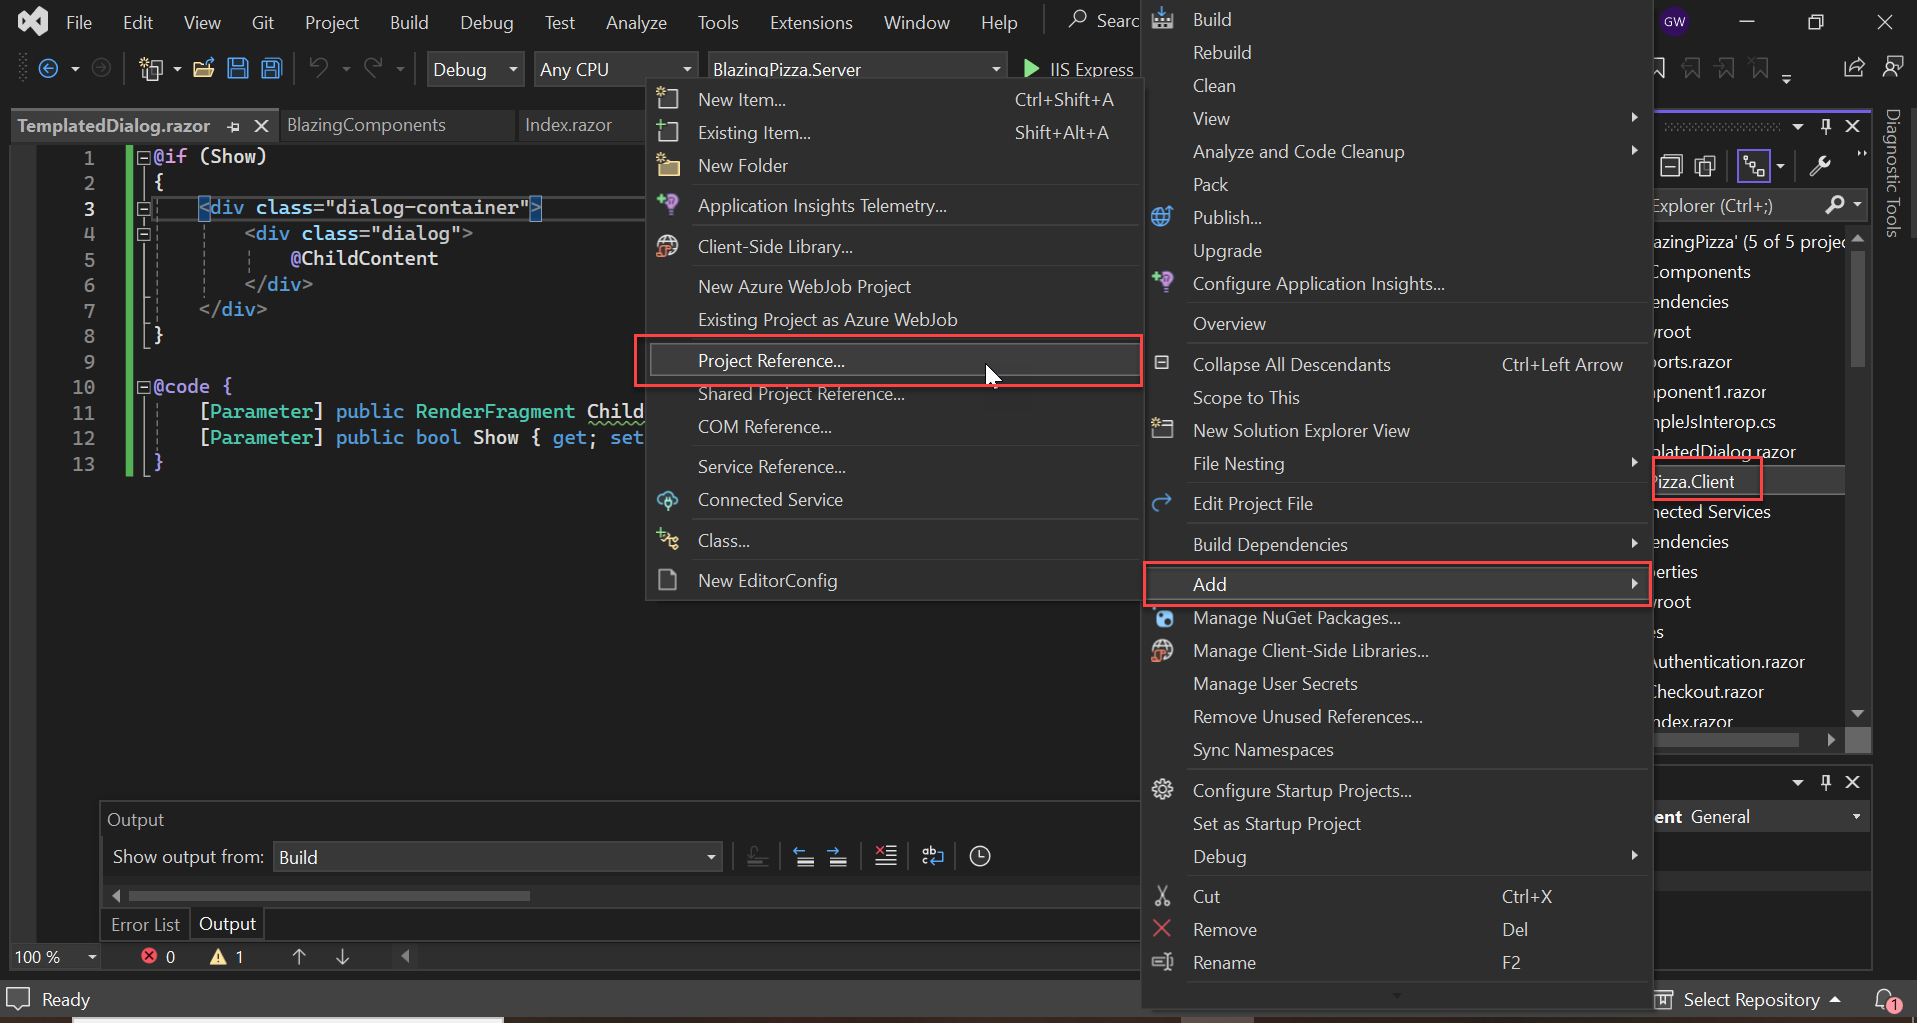 File Edit View Git Project Build Debug Test Analyze Tools Extensions Window Help Searc
GW
Debug Any CPU BlazingPizza.Server IIS Express
TemplatedDialog.razor BlazingComponents Index.razor
1 @if (Show)
2 {
3 <div class="dialog-container">
4 <div class="dialog">
5 @ChildContent
6 </div>
7 </div>
8 }
9
10 @code {
11 [Parameter] public RenderFragment Child
12 [Parameter] public bool Show { get; set
13 }
New Item... Ctrl+Shift+A
Existing Item... Shift+Alt+A
New Folder
Application Insights Telemetry...
Client-Side Library...
New Azure WebJob Project
Existing Project as Azure WebJob
Project Reference...
Shared Project Reference...
COM Reference...
Service Reference...
Connected Service
Class...
New EditorConfig
Build
Rebuild
Clean
View
Analyze and Code Cleanup
Pack
Publish...
Upgrade
Configure Application Insights...
Overview
Collapse All Descendants Ctrl+Left Arrow
Scope to This
New Solution Explorer View
File Nesting
Edit Project File
Build Dependencies
Add
Manage NuGet Packages...
Manage Client-Side Libraries...
Manage User Secrets
Remove Unused References...
Sync Namespaces
Configure Startup Projects...
Set as Startup Project
Debug
Cut Ctrl+X
Remove Del
Rename F2
Explorer (Ctrl+;)
azingPizza' (5 of 5 projec
Components
endencies
root
ports.razor
ponent1.razor
mpleJsInterop.cs
platedDialog.razor
Pizza.Client
nected Services
endencies
erties
root
es
Authentication.razor
Checkout.razor
ndex.razor
Diagnostic Tools
ent General
Output
Show output from: Build
Error List Output
100 % 0 1
Ready
Select Repository 1